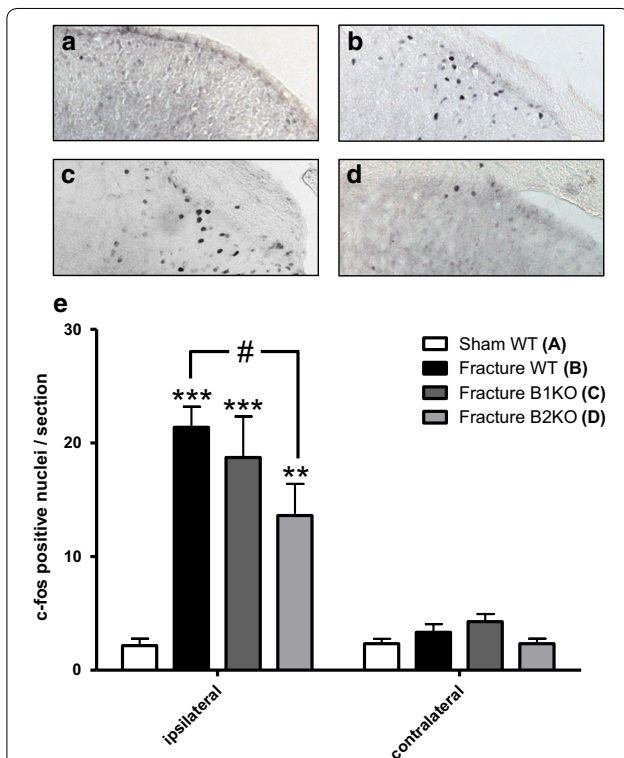 a
b
c
d
e
30
20
10
0
c-fos positive nuclei / section
#
***
***
**
Sham WT (A)
Fracture WT (B)
Fracture B1KO (C)
Fracture B2KO (D)
ipsilateral
contralateral